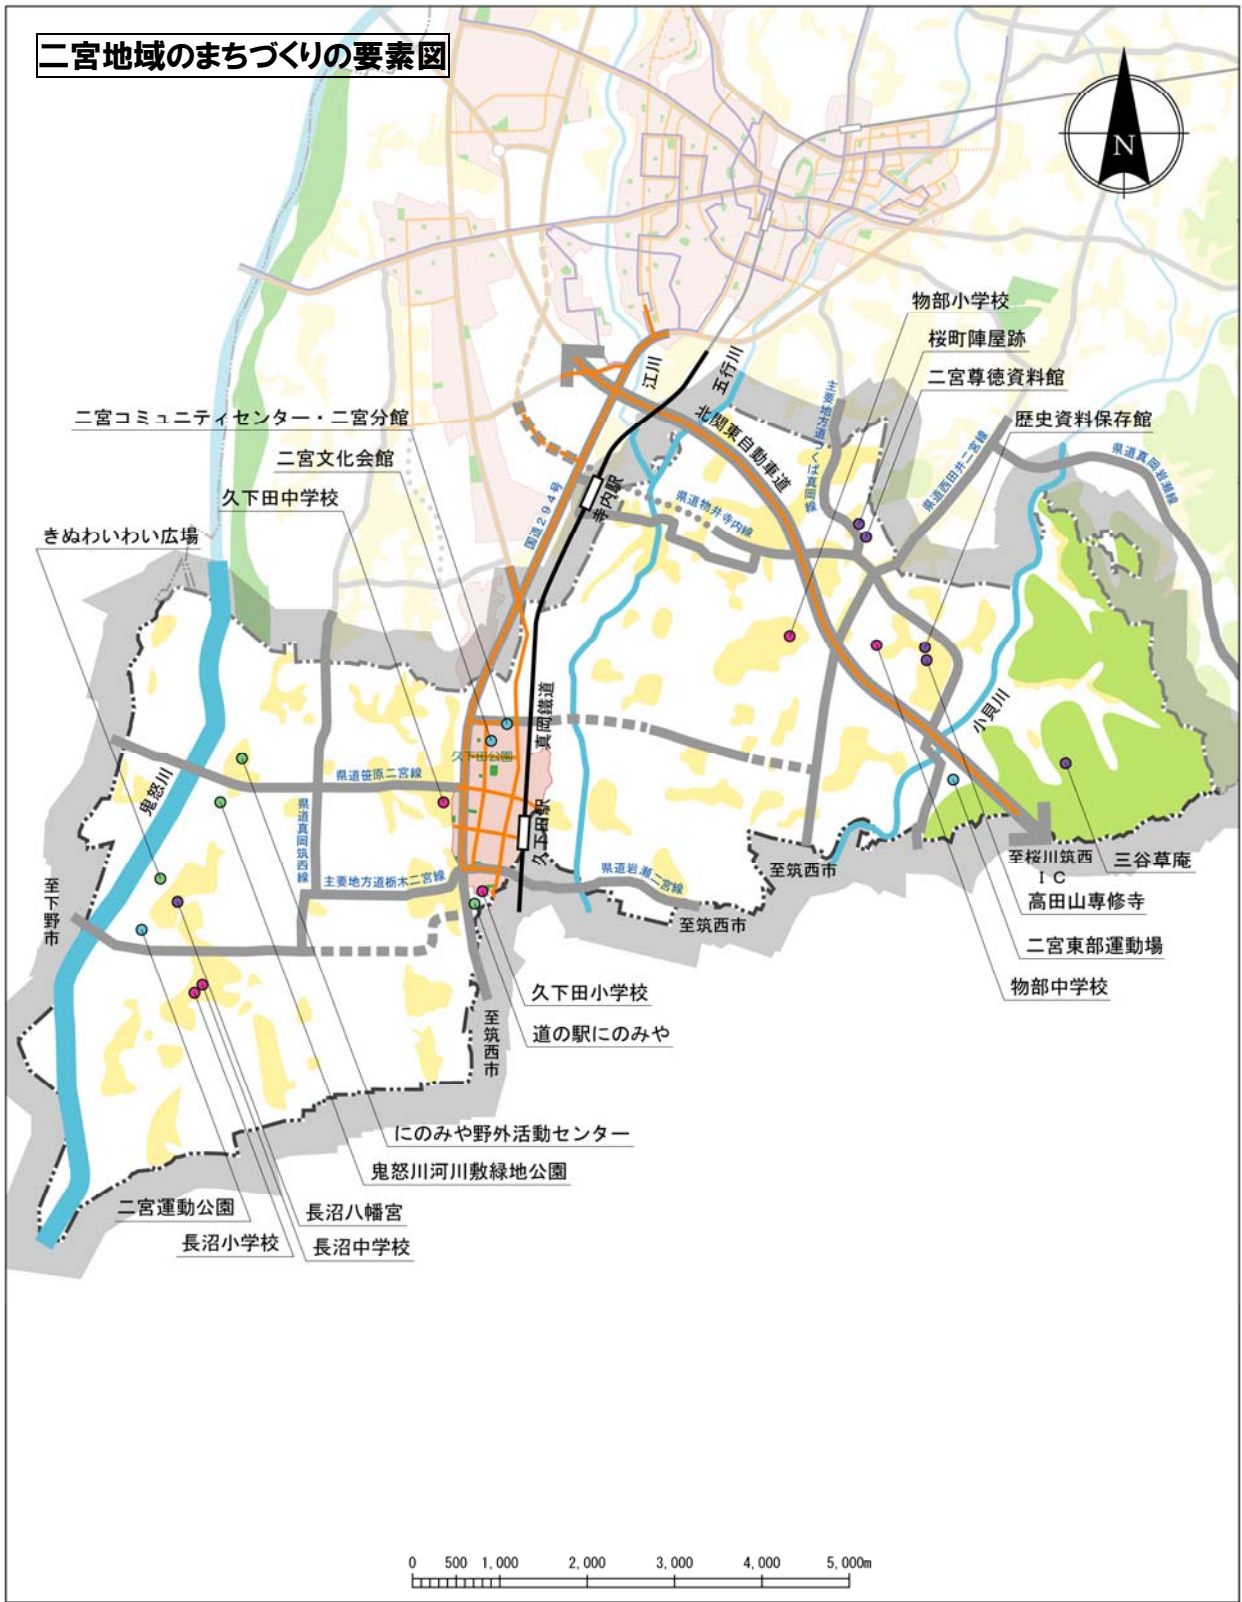 二宮地域のまちづくりの要素図
N
物部小学校
桜町陣屋跡
二宮尊徳資料館
歴史資料保存館
二宮コミュニティセンター・二宮分館
二宮文化会館
久下田中学校
きぬわいわい広場
江川
五行川
北関東自動車道
主要地方道つくば真岡線
県道西田井二宮線
県道真岡岩瀬線
国道294号
寺内駅
県道物井寺内線
真岡鐵道
久下田公園
小貝川
鬼怒川
県道笹原二宮線
県道真岡筑西線
久下田駅
主要地方道栃木二宮線
県道岩瀬二宮線
至下野市
至筑西市
至筑西市
至筑西市
至桜川筑西
IC
三谷草庵
高田山専修寺
二宮東部運動場
物部中学校
久下田小学校
道の駅にのみや
にのみや野外活動センター
鬼怒川河川敷緑地公園
二宮運動公園
長沼八幡宮
長沼小学校
長沼中学校
0 500 1,000 2,000 3,000 4,000 5,000m